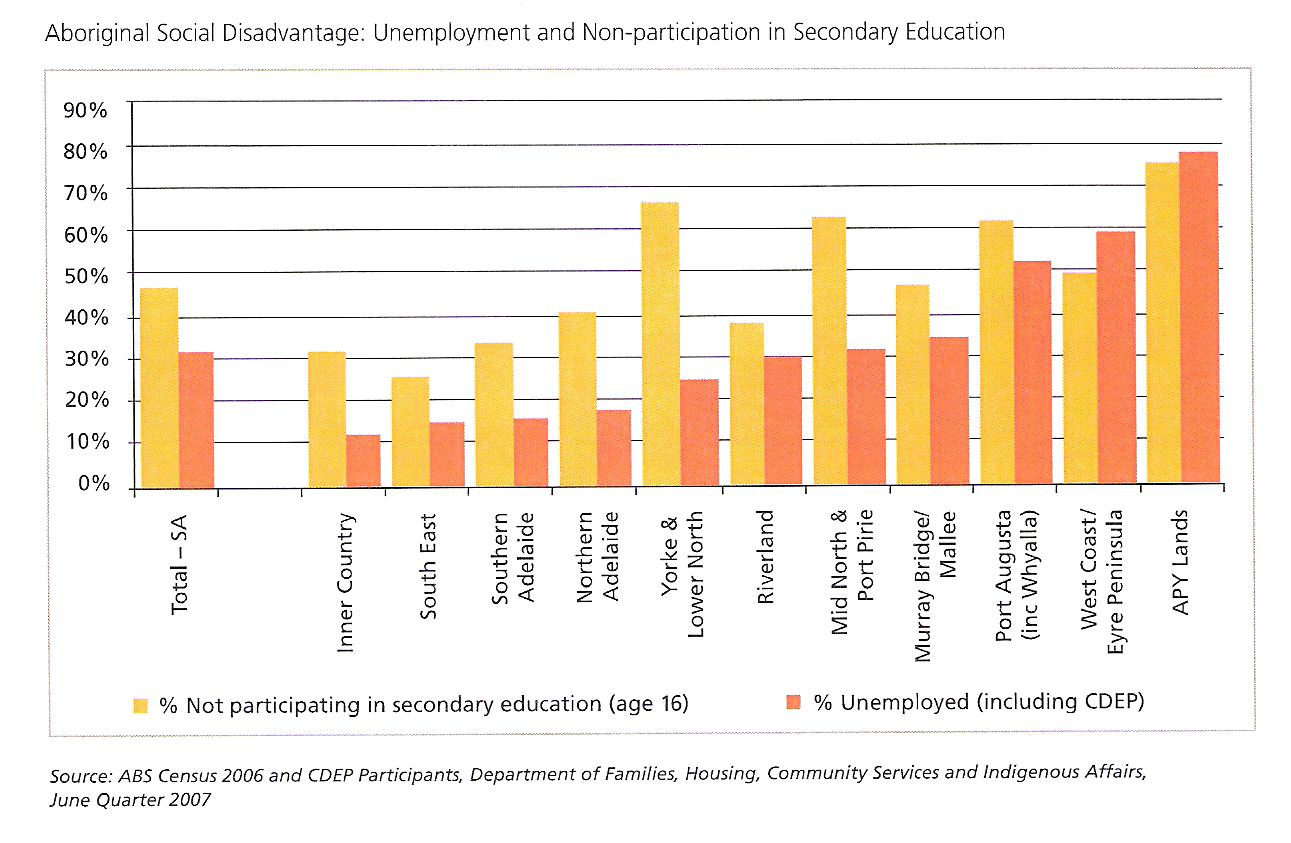 Aboriginal Social Disadvantage: Unemployment and Non-participation in Secondary Education
90%
80%
70%
60%
50%
40%
30%
20%
10%
0%
Total – SA
Inner Country
South East
Southern
Adelaide
Northern
Adelaide
Yorke &
Lower North
Riverland
Mid North &
Port Pirie
Murray Bridge/
Mallee
Port Augusta
(inc Whyalla)
West Coast/
Eyre Peninsula
APY Lands
% Not participating in secondary education (age 16)
% Unemployed (including CDEP)
Source: ABS Census 2006 and CDEP Participants, Department of Families, Housing, Community Services and Indigenous Affairs,
June Quarter 2007